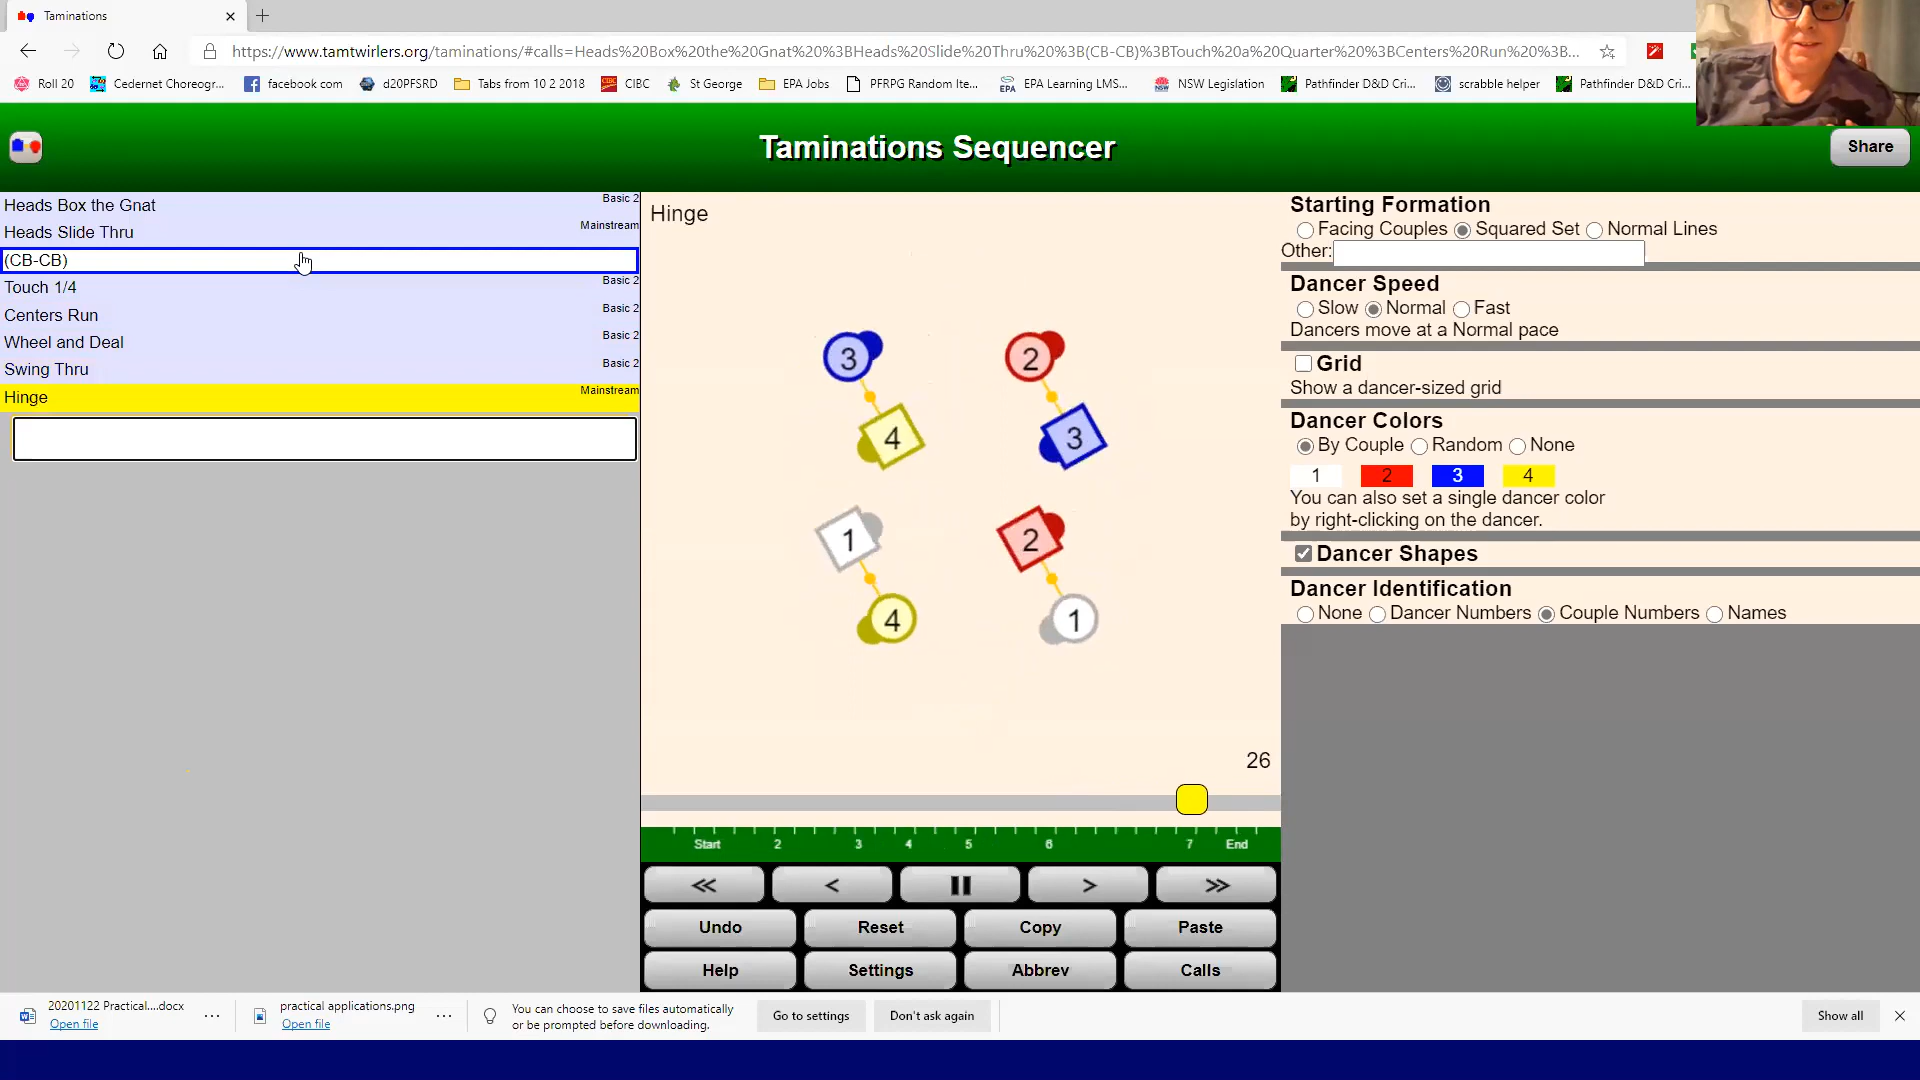 Taminations
https://www.tamtwirlers.org/taminations/#calls=Heads%20Box%20the%20Gnat%20%3BHeads%20Slide%20Thru%20%3B(CB-CB)%3BTouch%20a%20Quarter%20%3BCenters%20Run%20%3B...
Roll 20
Cedernet Choreogr...
facebook com
d20PFSRD
Tabs from 10 2 2018
CIBC
St George
EPA Jobs
PFRPG Random Ite...
EPA Learning LMS...
NSW Legislation
Pathfinder D&D Cri...
scrabble helper
Pathfinder D&D Cri...
Taminations Sequencer
Share
Heads Box the Gnat Basic 2
Heads Slide Thru Mainstream
(CB-CB)
Touch 1/4 Basic 2
Centers Run Basic 2
Wheel and Deal Basic 2
Swing Thru Basic 2
Hinge Mainstream
Hinge
3 2
4 3
1 2
4 1
26
Start 2 3 4 5 6 7 End
≪ < > ≫
Undo Reset Copy Paste
Help Settings Abbrev Calls
Starting Formation
Facing Couples Squared Set Normal Lines
Other:
Dancer Speed
Slow Normal Fast
Dancers move at a Normal pace
Grid
Show a dancer-sized grid
Dancer Colors
By Couple Random None
1 2 3 4
You can also set a single dancer color
by right-clicking on the dancer.
Dancer Shapes
Dancer Identification
None Dancer Numbers Couple Numbers Names
20201122 Practical....docx
Open file
practical applications.png
Open file
You can choose to save files automatically
or be prompted before downloading.
Go to settings
Don't ask again
Show all